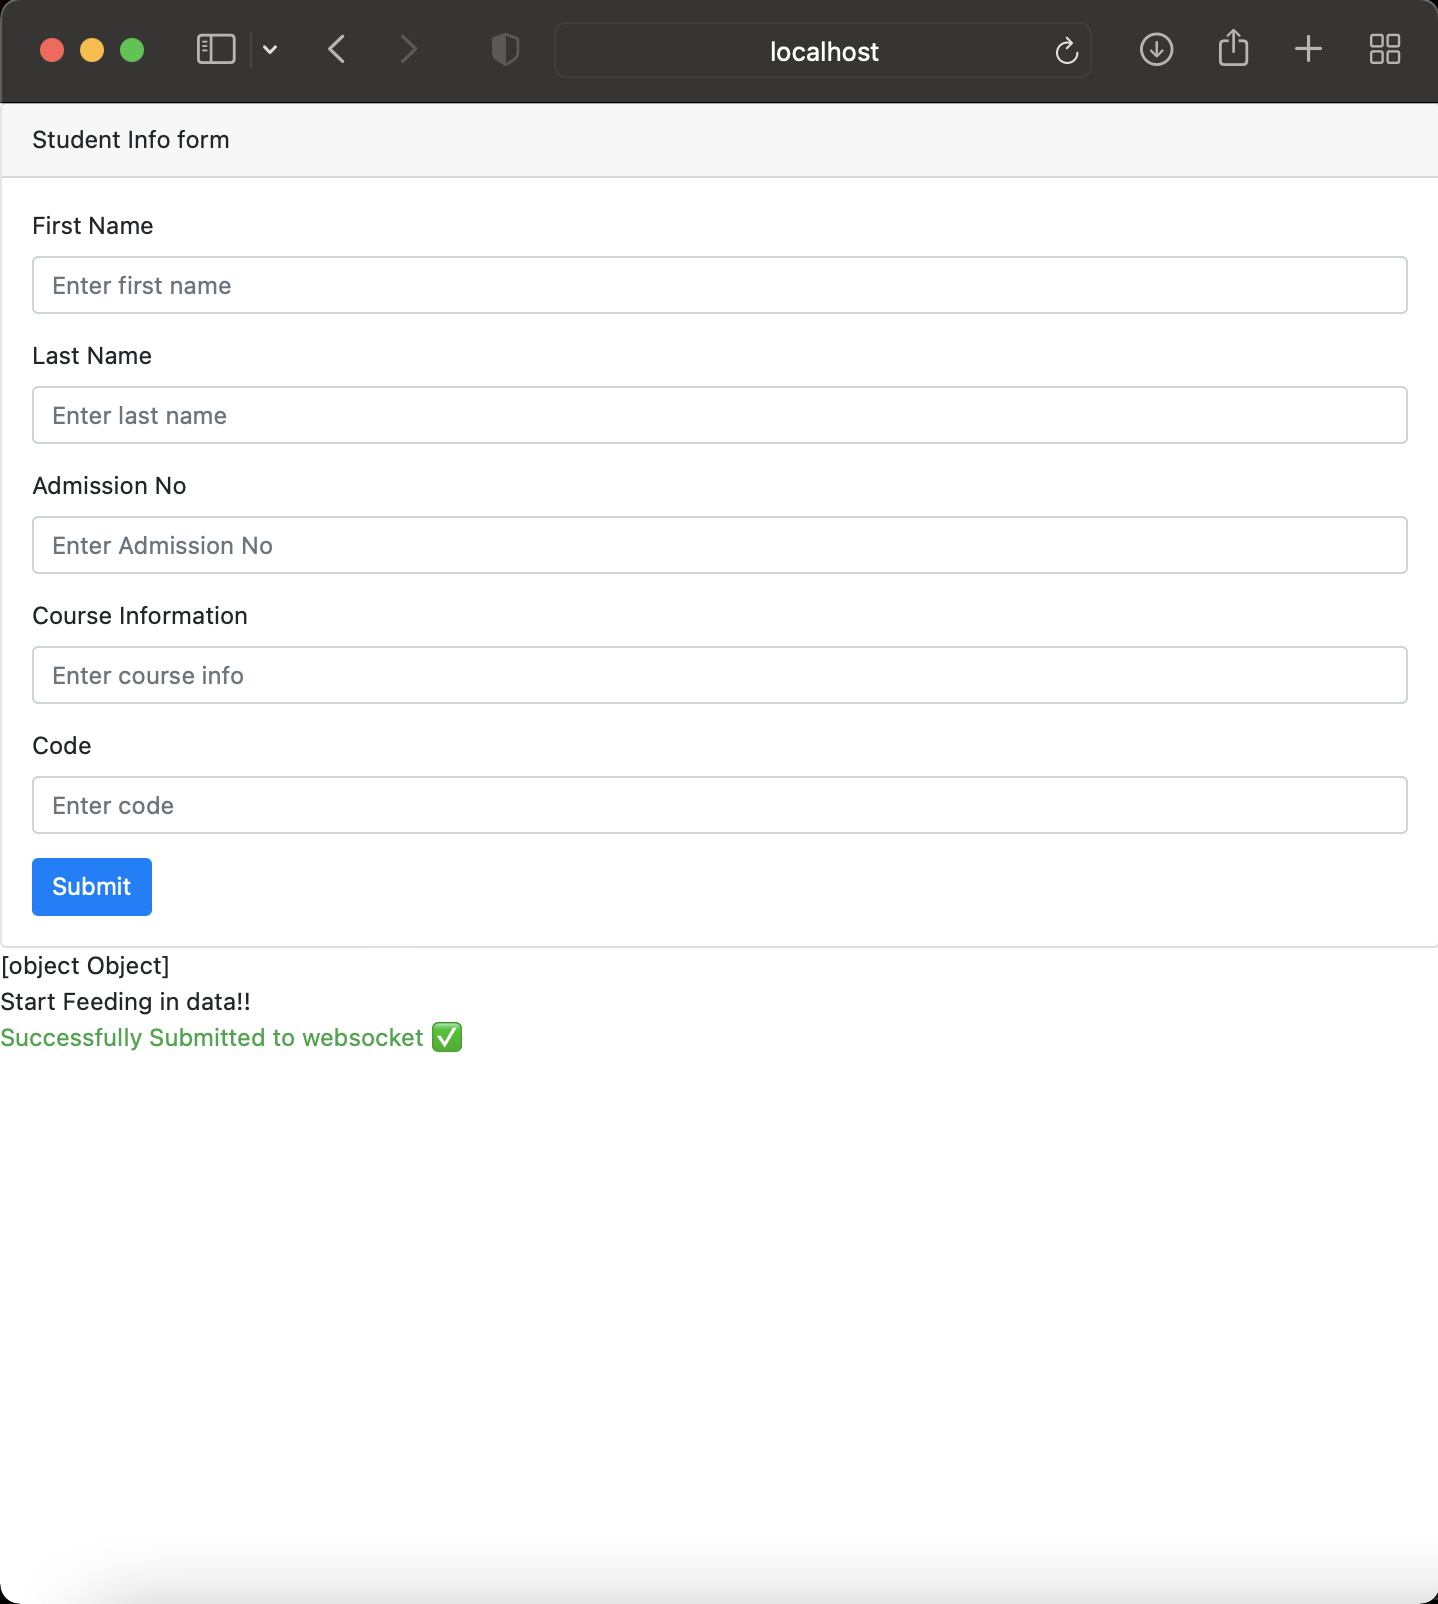 localhost
Student Info form
First Name
Enter first name
Last Name
Enter last name
Admission No
Enter Admission No
Course Information
Enter course info
Code
Enter code
Submit
[object Object]
Start Feeding in data!!
Successfully Submitted to websocket ✅